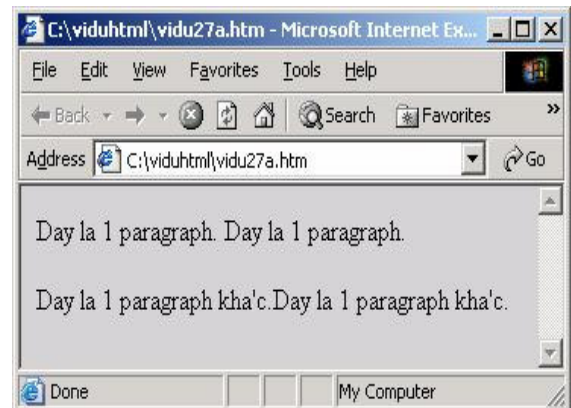 C:\viduhtml\vidu27a.htm - Microsoft Internet Ex...
File Edit View Favorites Tools Help
Back Search Favorites »
Address C:\viduhtml\vidu27a.htm Go
Day la 1 paragraph. Day la 1 paragraph.
Day la 1 paragraph kha'c.Day la 1 paragraph kha'c.
Done My Computer